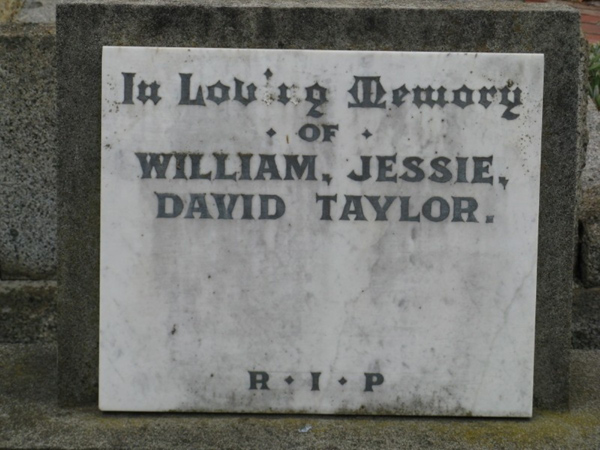 In Loving Memory
· OF ·
WILLIAM, JESSIE,
DAVID TAYLOR.
R · I · P